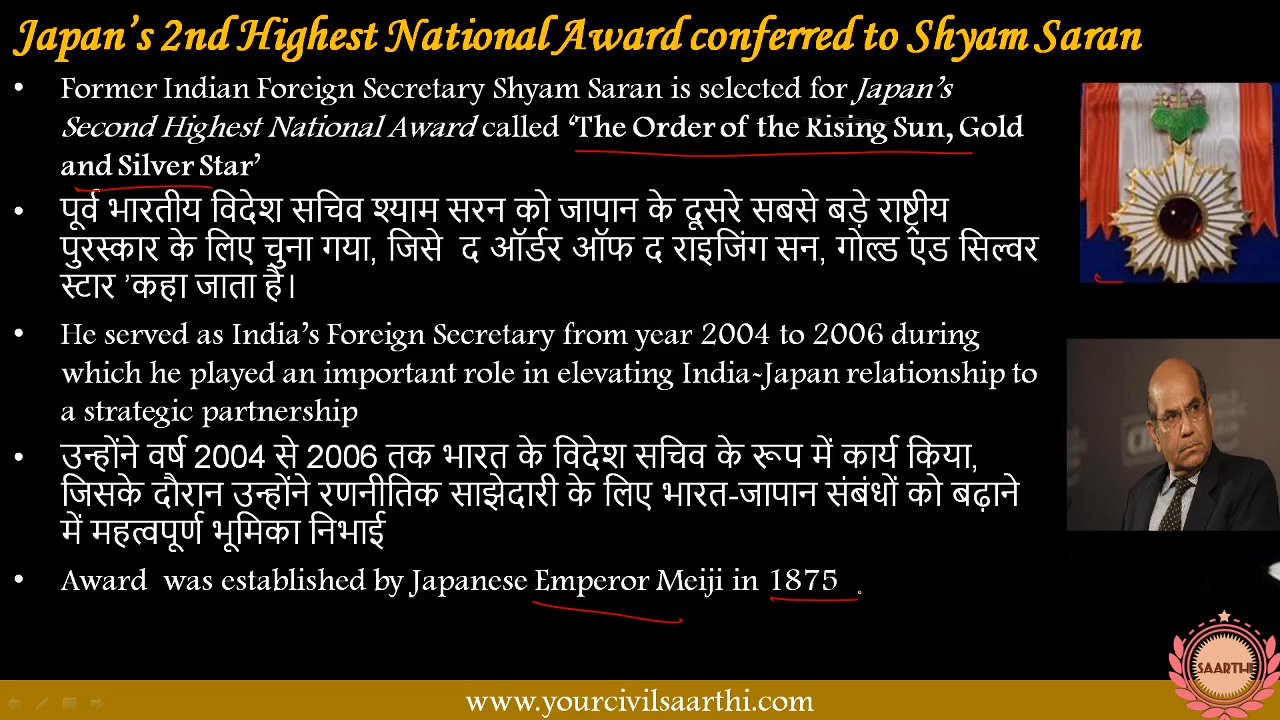 Japan's 2nd Highest National Award conferred to Shyam Saran
• Former Indian Foreign Secretary Shyam Saran is selected for Japan's
Second Highest National Award called ‘The Order of the Rising Sun, Gold
and Silver Star’
• पूर्व भारतीय विदेश सचिव श्याम सरन को जापान के दूसरे सबसे बड़े राष्ट्रीय
पुरस्कार के लिए चुना गया, जिसे द ऑर्डर ऑफ द राइजिंग सन, गोल्ड एंड सिल्वर
स्टार ’कहा जाता है।
• He served as India's Foreign Secretary from year 2004 to 2006 during
which he played an important role in elevating India-Japan relationship to
a strategic partnership
• उन्होंने वर्ष 2004 से 2006 तक भारत के विदेश सचिव के रूप में कार्य किया,
जिसके दौरान उन्होंने रणनीतिक साझेदारी के लिए भारत-जापान संबंधों को बढ़ाने
में महत्वपूर्ण भूमिका निभाई
• Award was established by Japanese Emperor Meiji in 1875
SAARTHI
www.yourcivilsaarthi.com